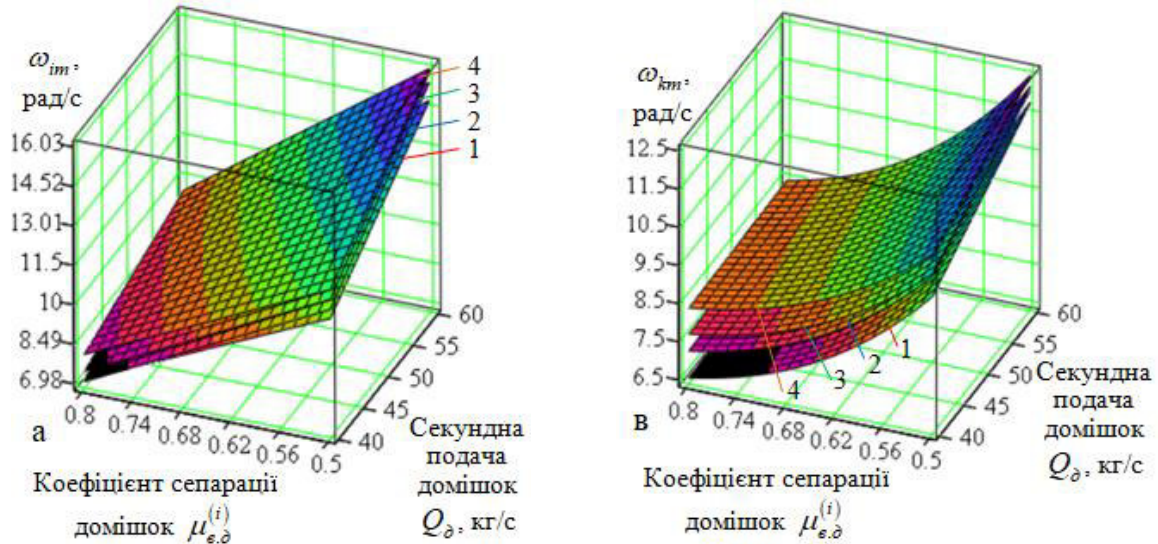 ω_im,
рад/с
16.03
14.52
13.01
11.5
10
8.49
6.98
0.8
0.74
0.68
0.62
0.56
0.5
40
45
50
55
60
4
3
2
1
а
Коефіцієнт сепарації
домішок μ_в.д^(i)
Секундна
подача
домішок
Q_д, кг/с
ω_km,
рад/с
12.5
11.5
10.5
9.5
8.5
7.5
6.5
0.8
0.74
0.68
0.62
0.56
0.5
40
45
50
55
60
1
2
3
4
в
Коефіцієнт сепарації
домішок μ_в.д^(i)
Секундна
подача
домішок
Q_д, кг/с